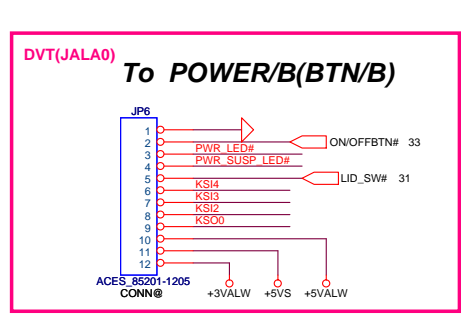 DVT(JALA0)
To POWER/B(BTN/B)
JP6
1
2 ON/OFFBTN# 33
3 PWR_LED#
4 PWR_SUSP_LED#
5 LID_SW# 31
6 KSI4
7 KSI3
8 KSI2
9 KSO0
10
11
12
ACES_85201-1205
CONN@
+3VALW +5VS +5VALW